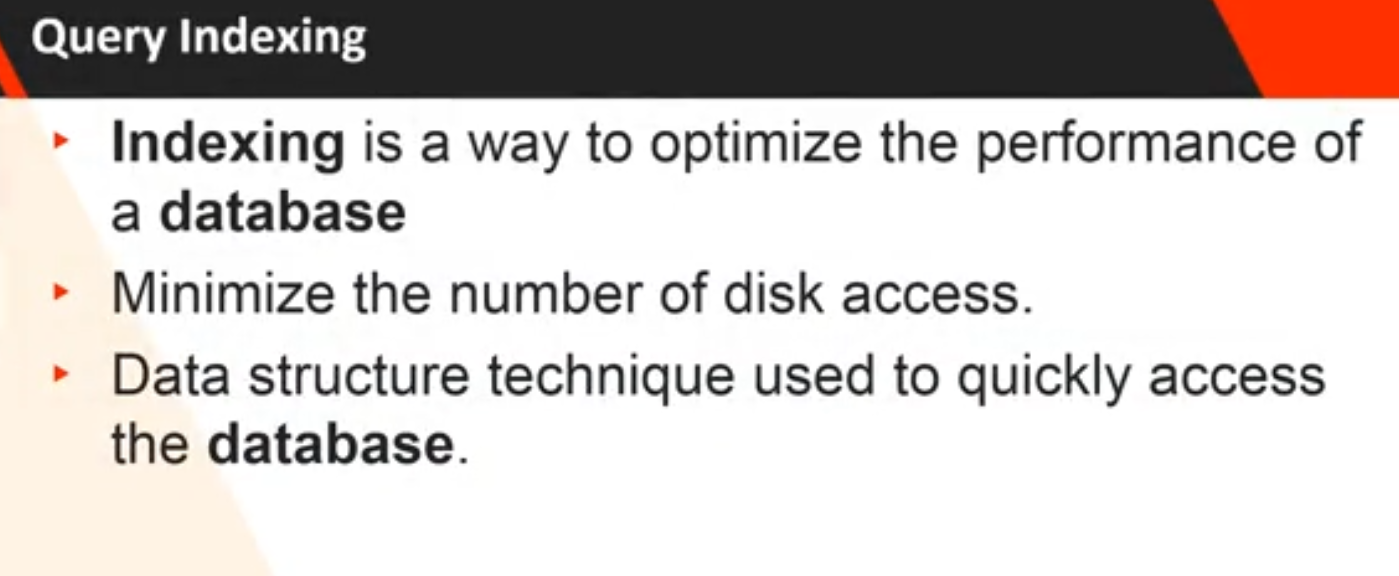 Query Indexing
Indexing is a way to optimize the performance of
a database
Minimize the number of disk access.
Data structure technique used to quickly access
the database.